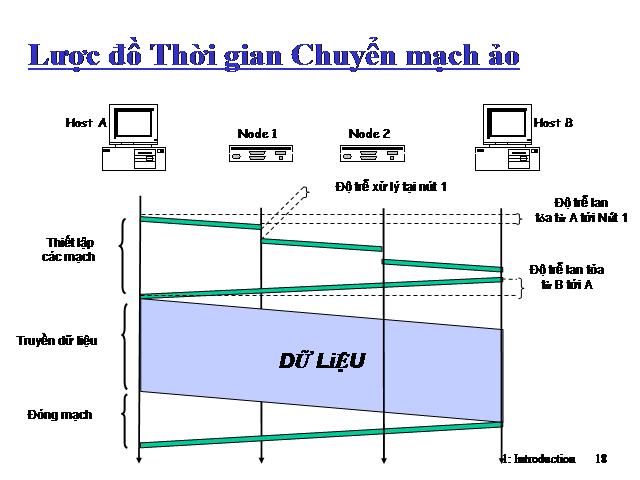 Lược đồ Thời gian Chuyển mạch ảo
Host A
Node 1
Node 2
Host B
Độ trễ xử lý tại nút 1
Độ trễ lan
tỏa từ A tới Nút 1
Thiết lập
các mạch
Độ trễ lan tỏa
từ B tới A
Truyền dữ liệu
DỮ LiỆU
Đóng mạch
1: Introduction 18